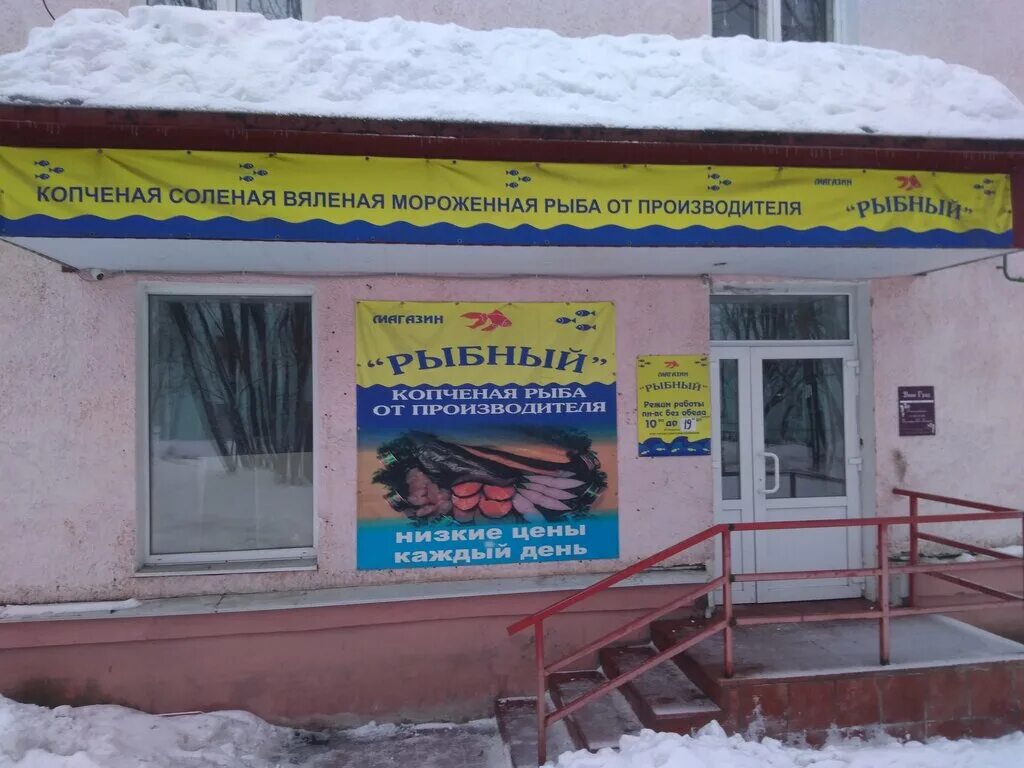 КОПЧЕНАЯ СОЛЕНАЯ ВЯЛЕНАЯ МОРОЖЕННАЯ РЫБА ОТ ПРОИЗВОДИТЕЛЯ
МАГАЗИН
"РЫБНЫЙ"
МАГАЗИН
"РЫБНЫЙ"
КОПЧЕНАЯ РЫБА
ОТ ПРОИЗВОДИТЕЛЯ
НИЗКИЕ ЦЕНЫ
КАЖДЫЙ ДЕНЬ
МАГАЗИН
"РЫБНЫЙ"
Режим работы
пн-вс без обеда
10 до 19